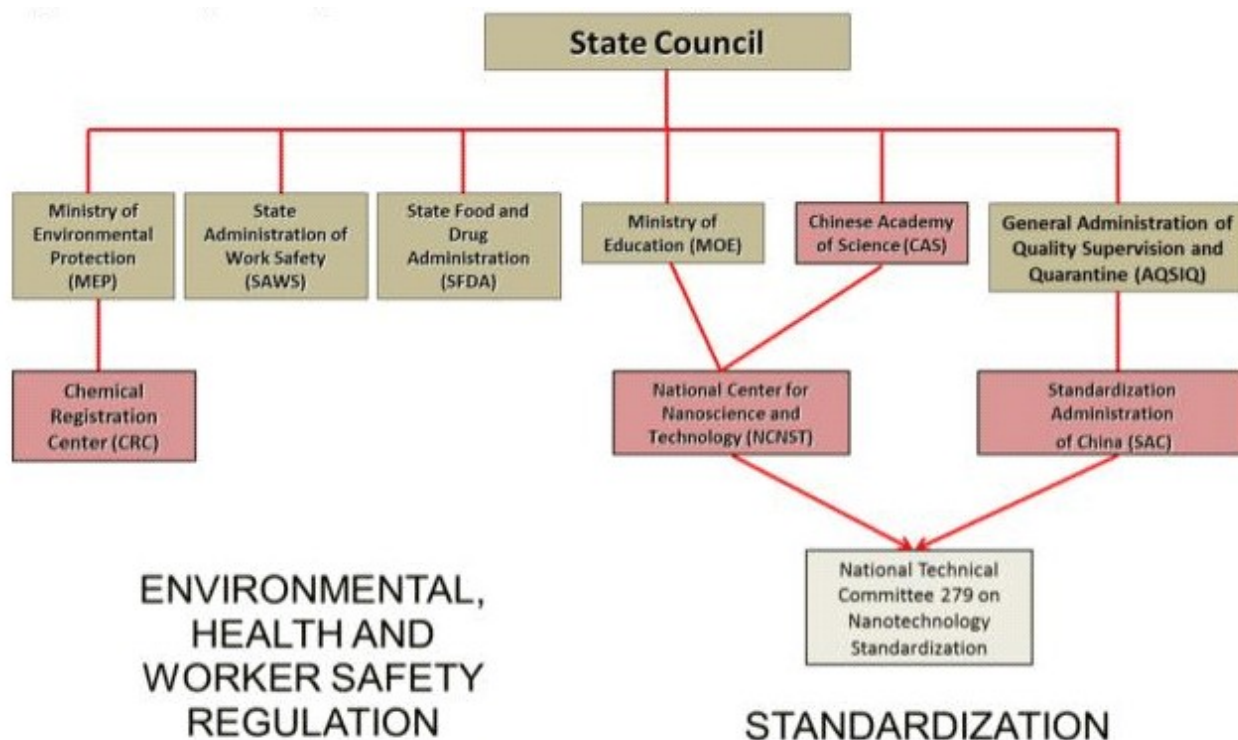 State Council
Ministry of
Environmental
Protection
(MEP)
State
Administration of
Work Safety
(SAWS)
State Food and
Drug
Administration
(SFDA)
Ministry of
Education (MOE)
Chinese Academy
of Science (CAS)
General Administration of
Quality Supervision and
Quarantine (AQSIQ)
Chemical
Registration
Center (CRC)
National Center for
Nanoscience and
Technology (NCNST)
Standardization
Administration
of China (SAC)
National Technical
Committee 279 on
Nanotechnology
Standardization
ENVIRONMENTAL,
HEALTH AND
WORKER SAFETY
REGULATION
STANDARDIZATION